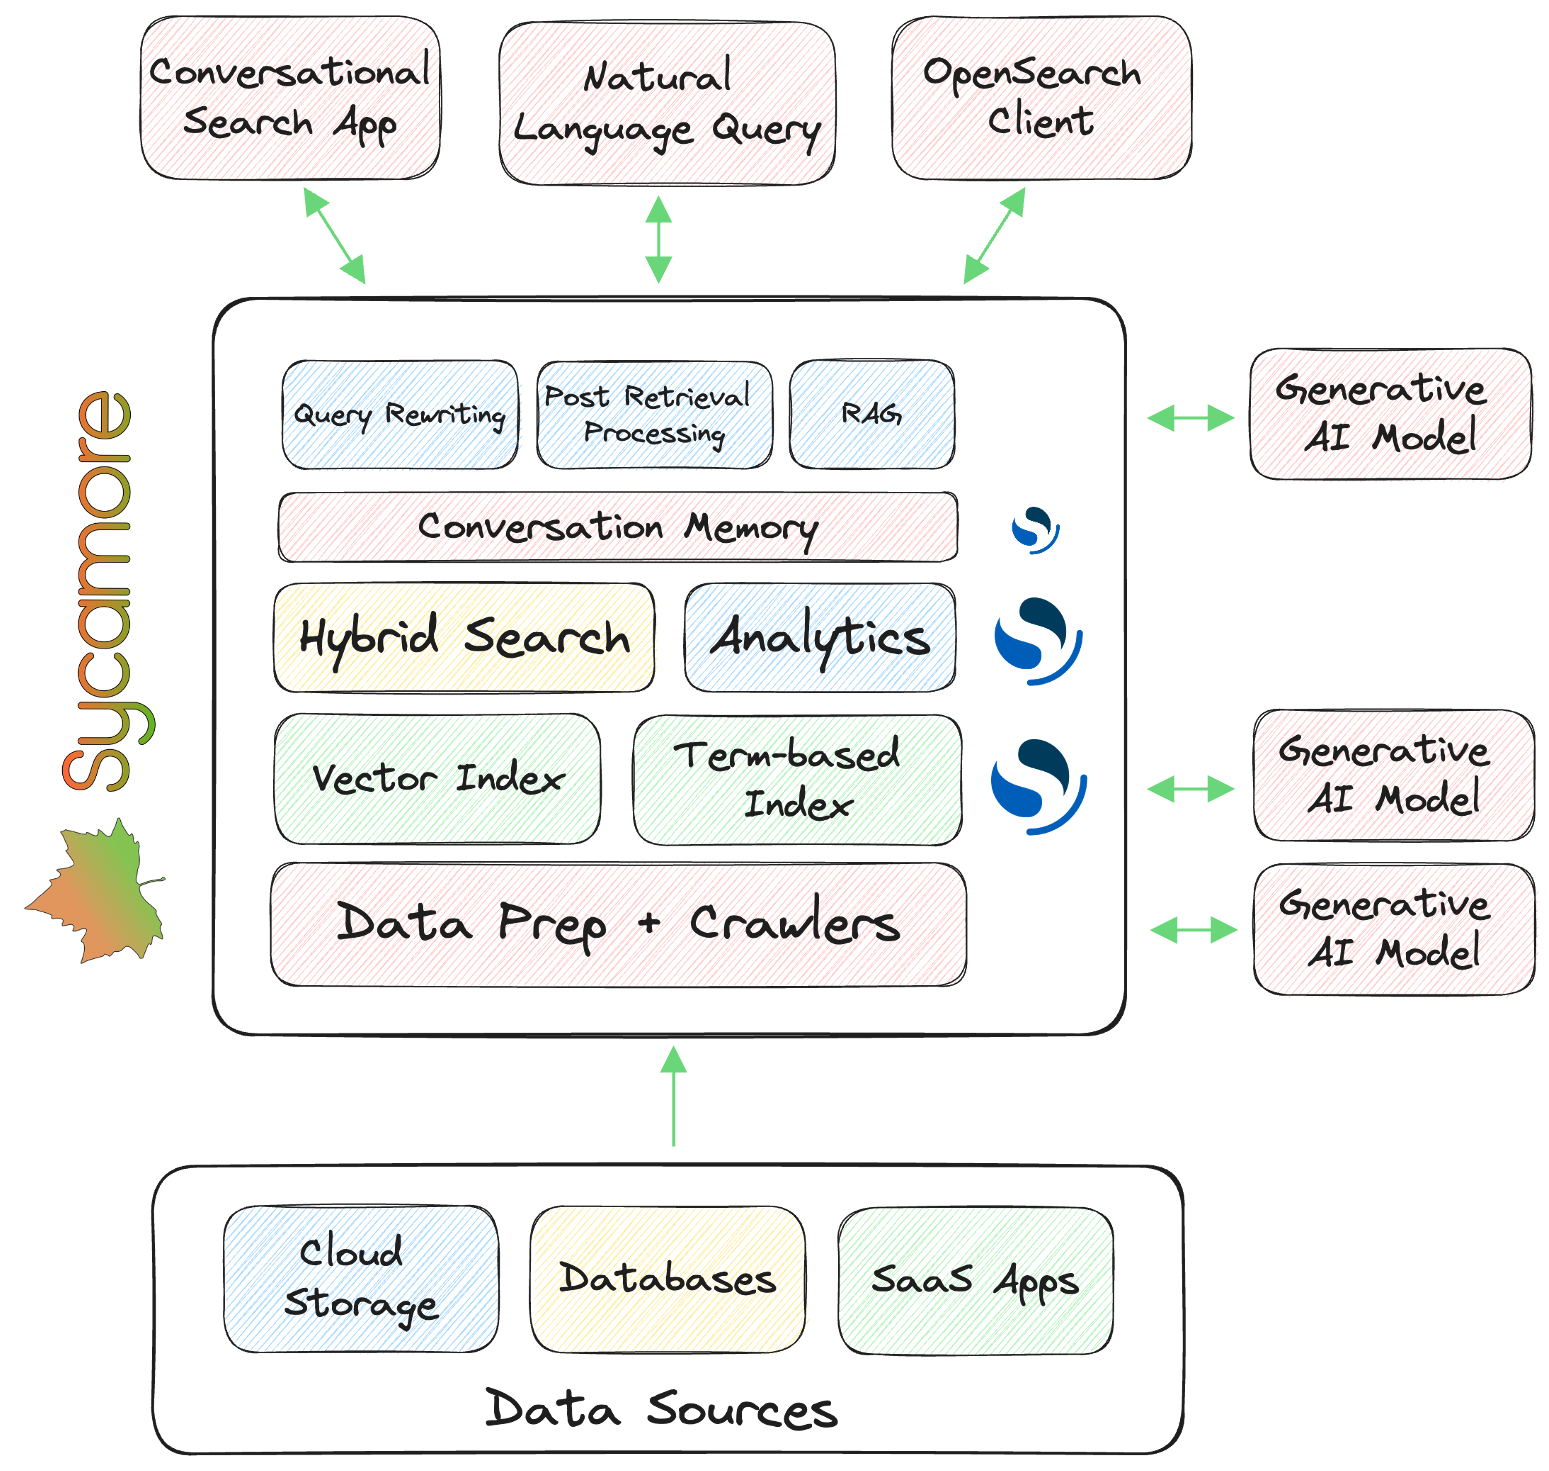 Conversational
Search App
Natural
Language Query
OpenSearch
Client
Query Rewriting
Post Retrieval
Processing
RAG
Generative
AI Model
Conversation Memory
Hybrid Search
Analytics
Vector Index
Term-based
Index
Generative
AI Model
Data Prep + Crawlers
Generative
AI Model
Sycamore
Cloud
Storage
Databases
SaaS Apps
Data Sources